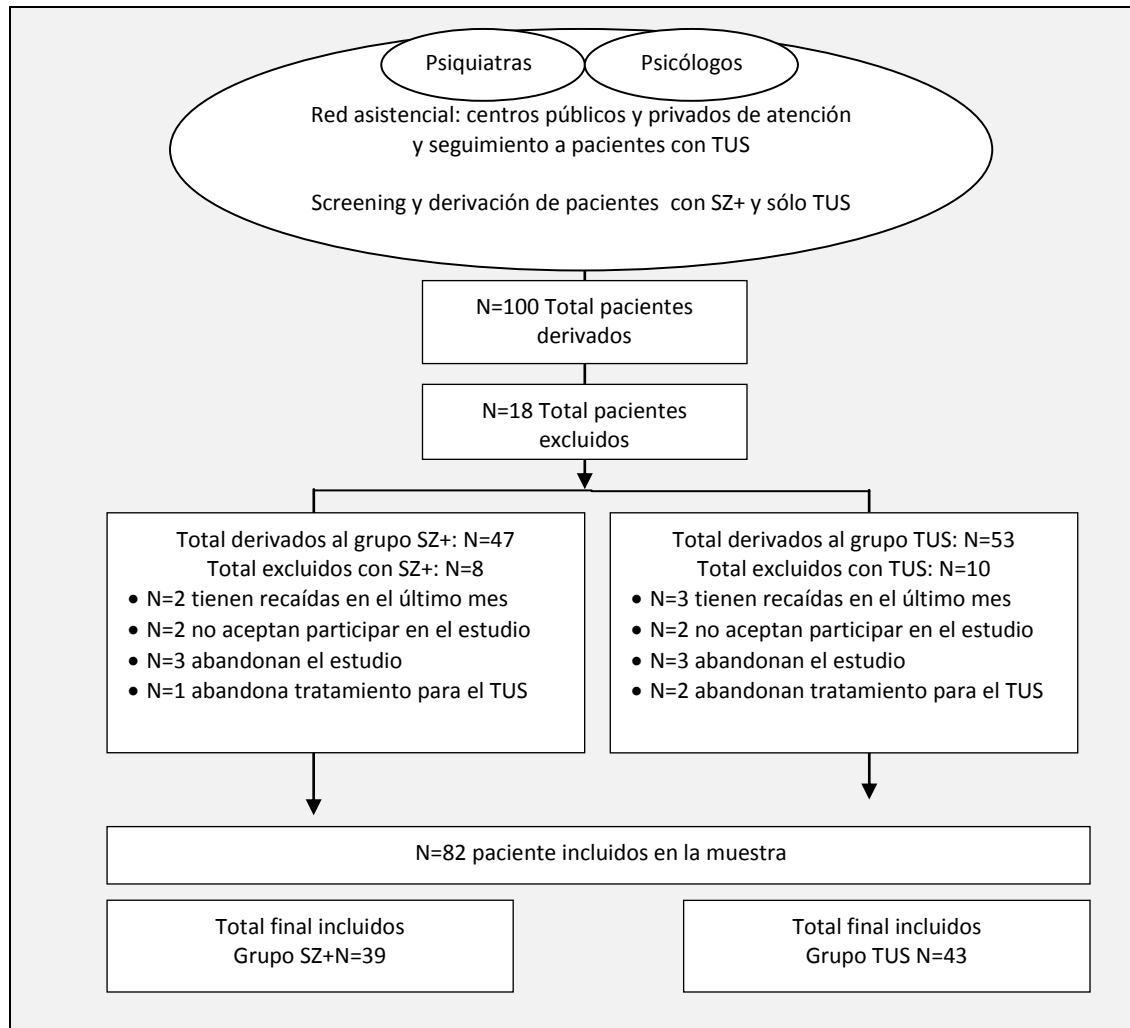 Psiquiatras
Psicólogos
Red asistencial: centros públicos y privados de atención
y seguimiento a pacientes con TUS
Screening y derivación de pacientes con SZ+ y sólo TUS
N=100 Total pacientes
derivados
N=18 Total pacientes
excluidos
Total derivados al grupo SZ+: N=47
Total excluidos con SZ+: N=8
• N=2 tienen recaídas en el último mes
• N=2 no aceptan participar en el estudio
• N=3 abandonan el estudio
• N=1 abandona tratamiento para el TUS
Total derivados al grupo TUS: N=53
Total excluidos con TUS: N=10
• N=3 tienen recaídas en el último mes
• N=2 no aceptan participar en el estudio
• N=3 abandonan el estudio
• N=2 abandonan tratamiento para el TUS
N=82 paciente incluidos en la muestra
Total final incluidos
Grupo SZ+N=39
Total final incluidos
Grupo TUS N=43